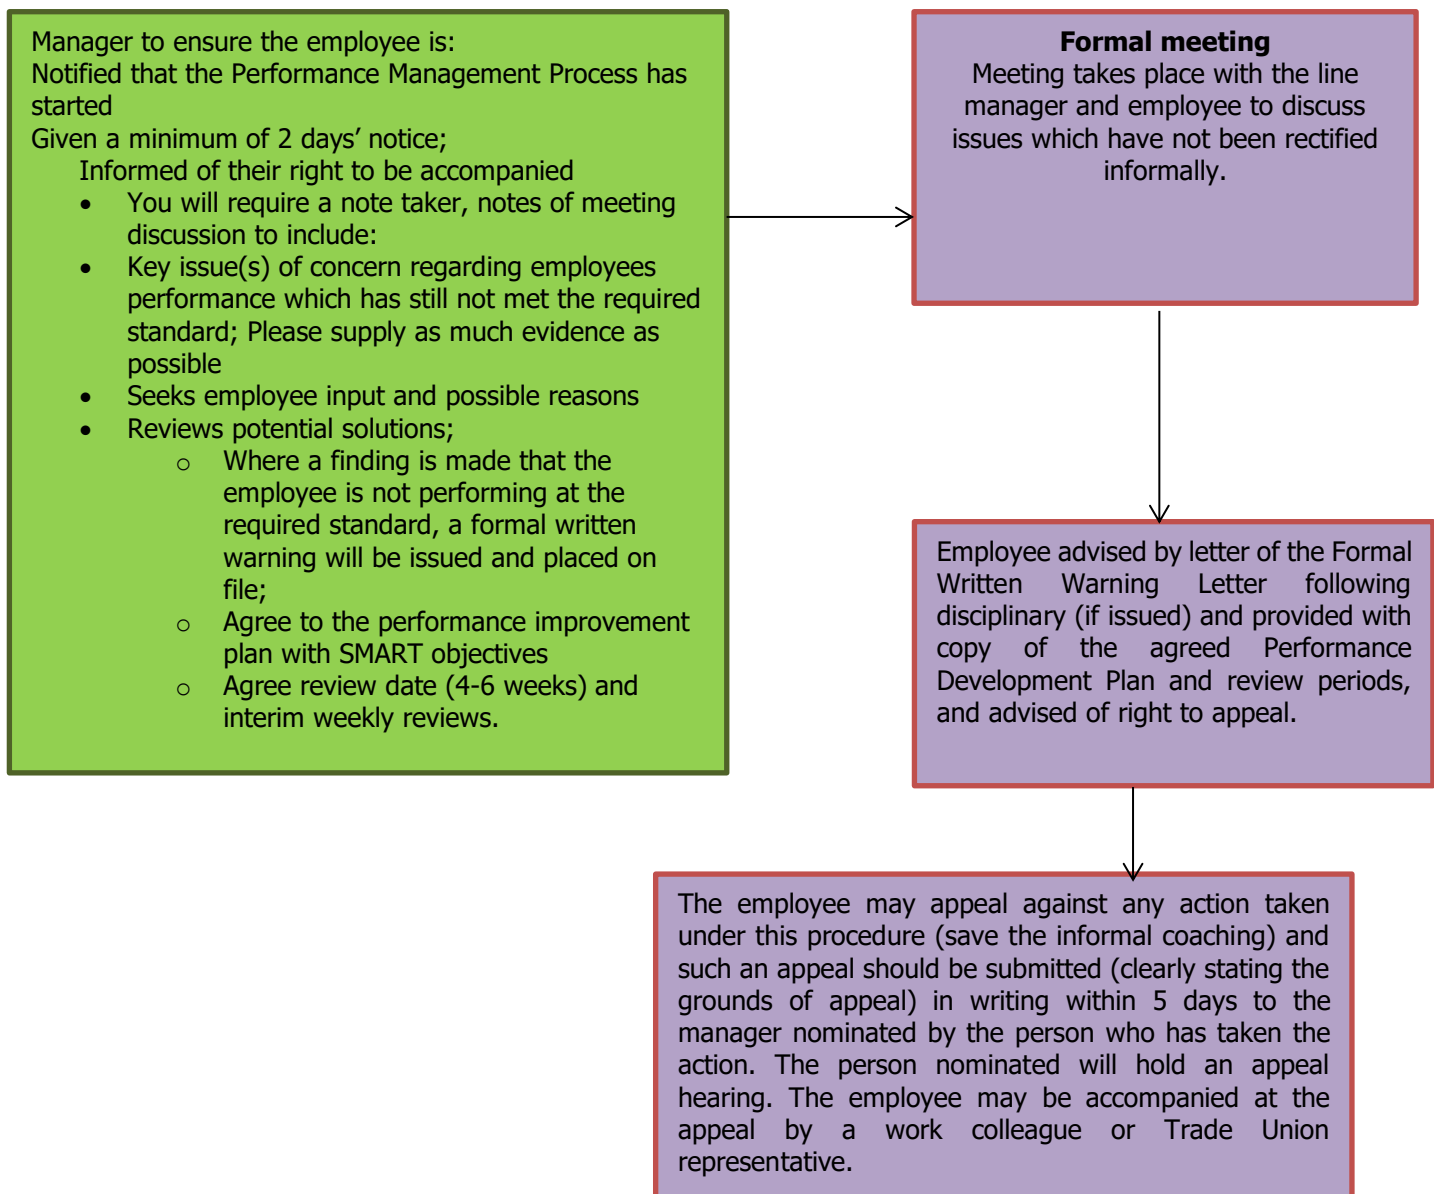 Manager to ensure the employee is:
Notified that the Performance Management Process has
started
Given a minimum of 2 days’ notice;
Informed of their right to be accompanied
• You will require a note taker, notes of meeting
discussion to include:
• Key issue(s) of concern regarding employees
performance which has still not met the required
standard; Please supply as much evidence as
possible
• Seeks employee input and possible reasons
• Reviews potential solutions;
o Where a finding is made that the
employee is not performing at the
required standard, a formal written
warning will be issued and placed on
file;
o Agree to the performance improvement
plan with SMART objectives
o Agree review date (4-6 weeks) and
interim weekly reviews.
Formal meeting
Meeting takes place with the line
manager and employee to discuss
issues which have not been rectified
informally.
Employee advised by letter of the Formal
Written Warning Letter following
disciplinary (if issued) and provided with
copy of the agreed Performance
Development Plan and review periods,
and advised of right to appeal.
The employee may appeal against any action taken
under this procedure (save the informal coaching) and
such an appeal should be submitted (clearly stating the
grounds of appeal) in writing within 5 days to the
manager nominated by the person who has taken the
action. The person nominated will hold an appeal
hearing. The employee may be accompanied at the
appeal by a work colleague or Trade Union
representative.